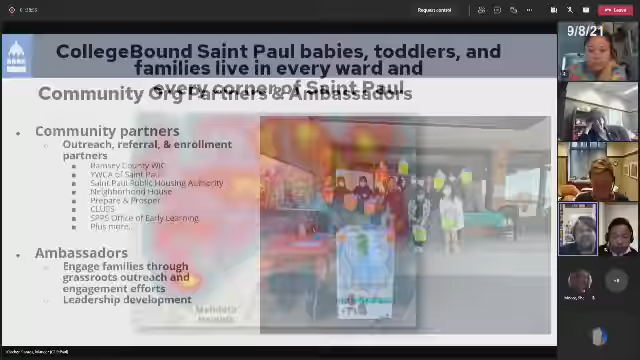 Request control
Leave
9/8/21
CollegeBound Saint Paul babies, toddlers, and
families live in every ward and
every corner of Saint Paul
Community Org Partners & Ambassadors
Community partners
Outreach, referral, & enrollment
partners
Ramsey County WIC
YWCA of Saint Paul
Saint Paul Public Housing Authority
Neighborhood House
Prepare & Prosper
CLUES
SPPS Office of Early Learning
Plus more...
Ambassadors
Engage families through
grassroots outreach and
engagement efforts
Leadership development